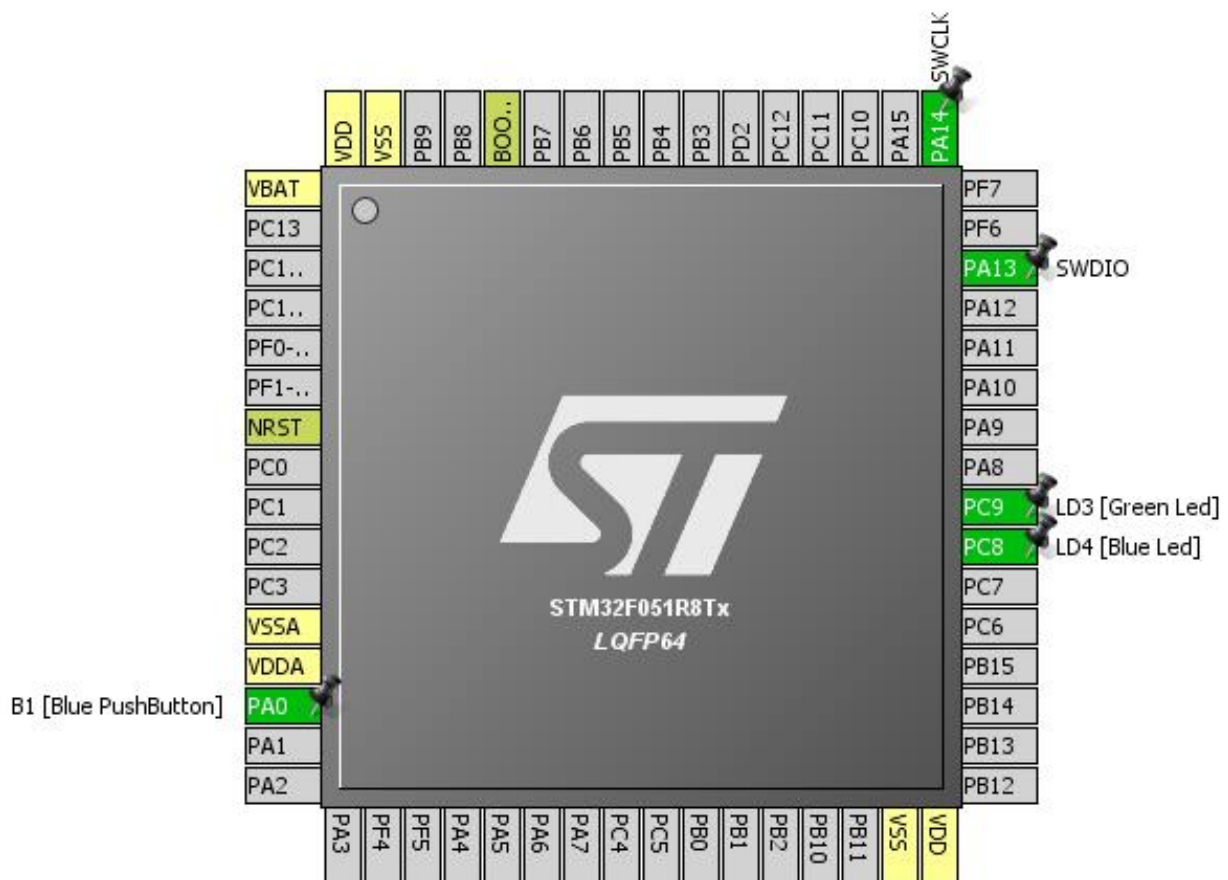 SWCLK
VDD
VSS
PB9
PB8
BOO..
PB7
PB6
PB5
PB4
PB3
PD2
PC12
PC11
PC10
PA15
PA14
VBAT
PC13
PC1..
PC1..
PF0-..
PF1-..
NRST
PC0
PC1
PC2
PC3
VSSA
VDDA
B1 [Blue PushButton] PA0
PA1
PA2
PF7
PF6
PA13 SWDIO
PA12
PA11
PA10
PA9
PA8
PC9 LD3 [Green Led]
PC8 LD4 [Blue Led]
PC7
PC6
PB15
PB14
PB13
PB12
ST
STM32F051R8Tx
LQFP64
PA3
PF4
PF5
PA4
PA5
PA6
PA7
PC4
PC5
PB0
PB1
PB2
PB10
PB11
VSS
VDD